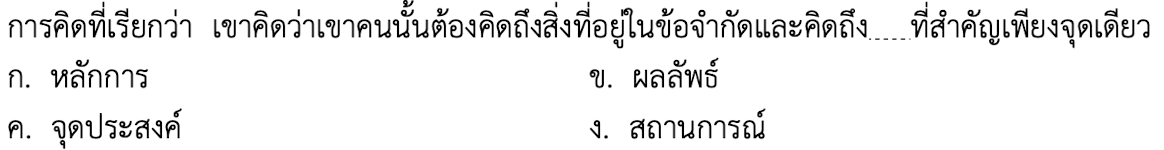 การคิดที่เรียกว่า เขาคิดว่าเขาคนนั้นต้องคิดถึงสิ่งที่อยู่ในข้อจำกัดและคิดถึง......ที่สำคัญเพียงจุดเดียว
ก. หลักการ ข. ผลลัพธ์
ค. จุดประสงค์ ง. สถานการณ์